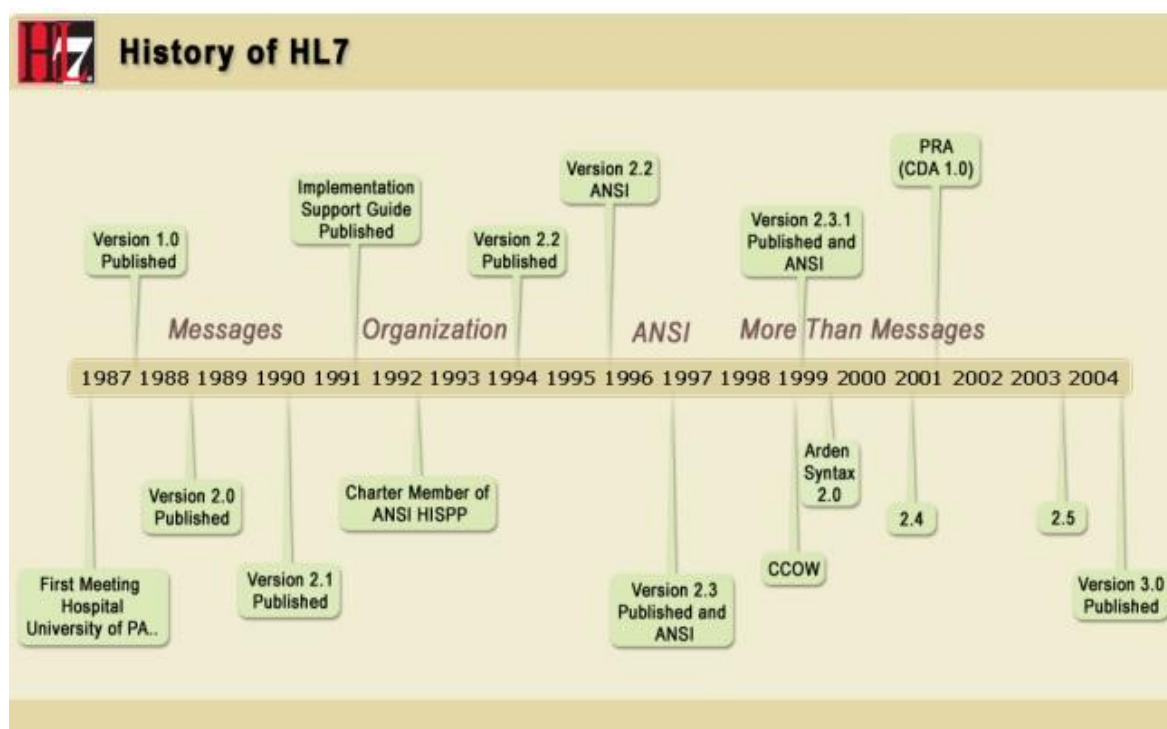 HL7
History of HL7
PRA
(CDA 1.0)
Version 2.2
ANSI
Implementation
Support Guide
Published
Version 2.3.1
Published and
ANSI
Version 1.0
Published
Version 2.2
Published
Messages
Organization
ANSI
More Than Messages
1987 1988 1989 1990 1991 1992 1993 1994 1995 1996 1997 1998 1999 2000 2001 2002 2003 2004
Arden
Syntax
2.0
Version 2.0
Published
Charter Member of
ANSI HISPP
2.4
2.5
First Meeting
Hospital
University of PA..
Version 2.1
Published
CCOW
Version 2.3
Published and
ANSI
Version 3.0
Published